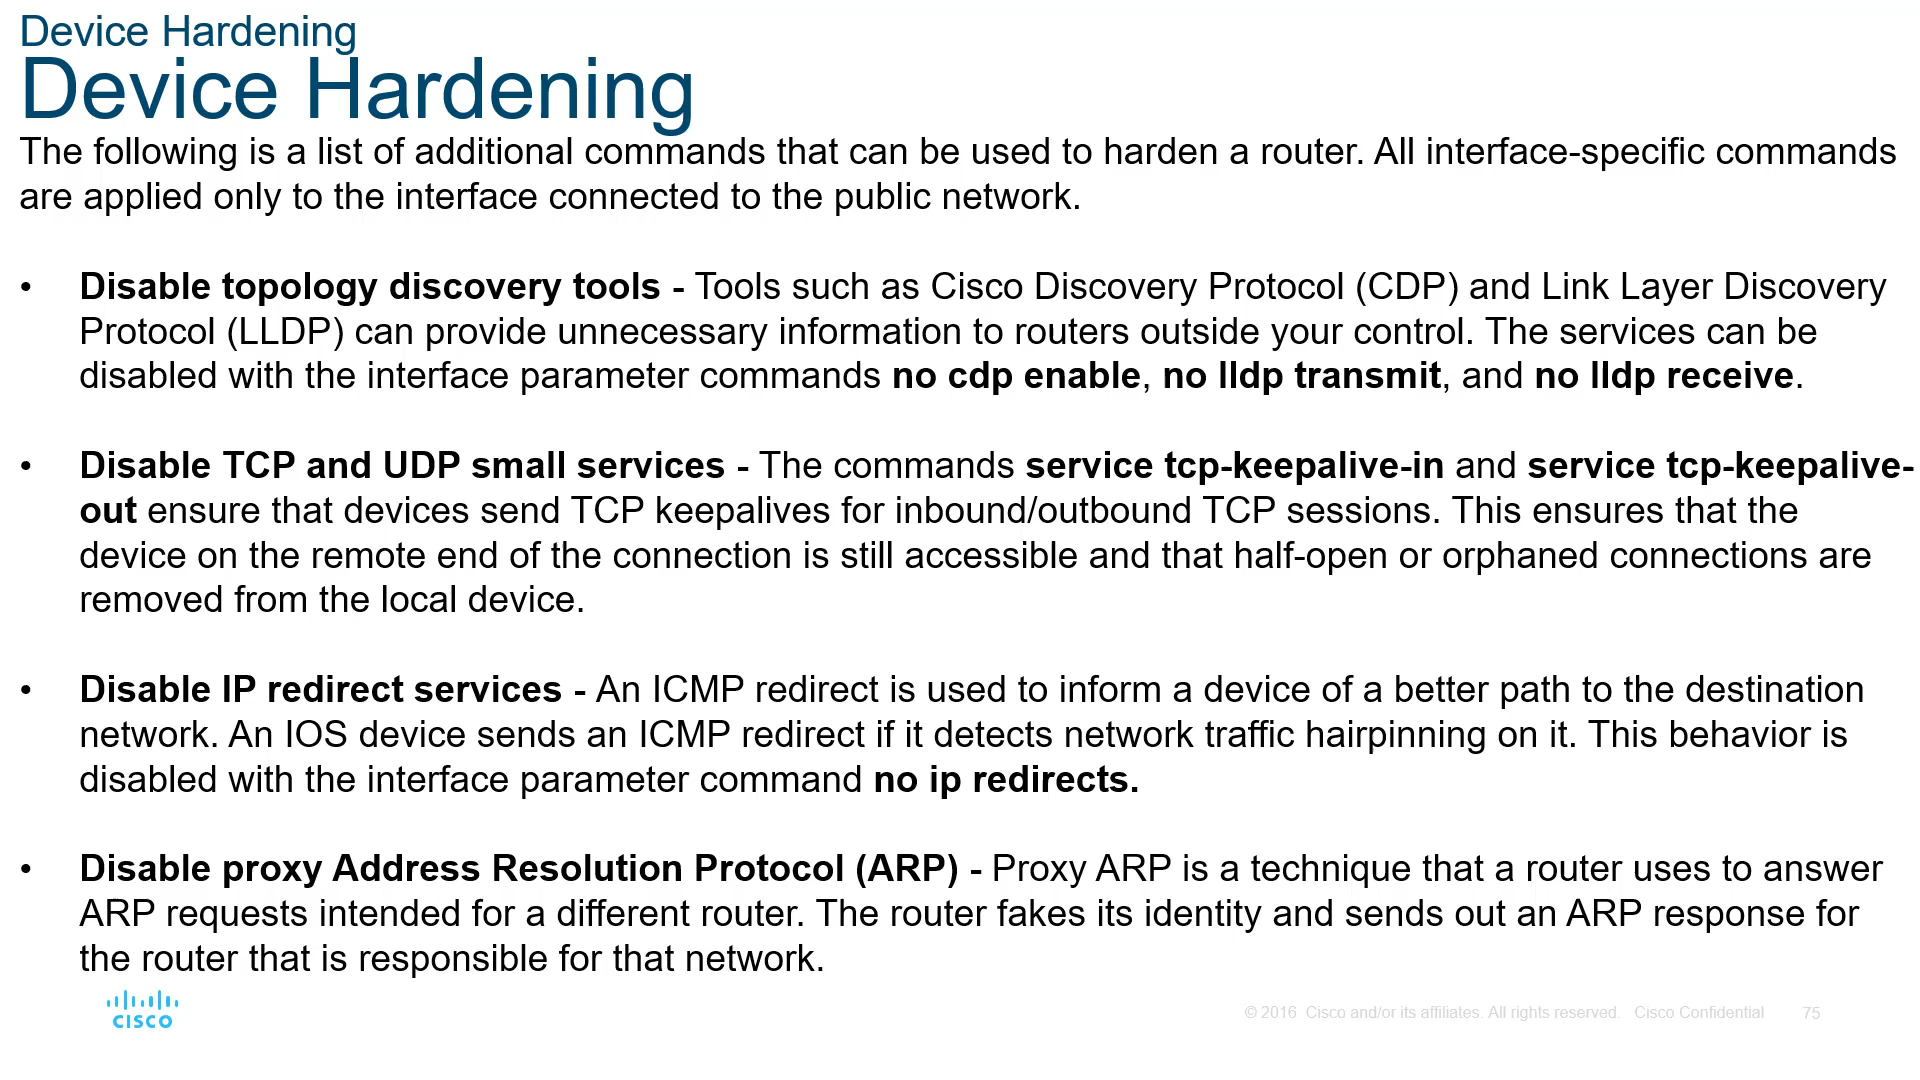 Device Hardening
Device Hardening
The following is a list of additional commands that can be used to harden a router. All interface-specific commands
are applied only to the interface connected to the public network.
• Disable topology discovery tools - Tools such as Cisco Discovery Protocol (CDP) and Link Layer Discovery
Protocol (LLDP) can provide unnecessary information to routers outside your control. The services can be
disabled with the interface parameter commands no cdp enable, no lldp transmit, and no lldp receive.
• Disable TCP and UDP small services - The commands service tcp-keepalive-in and service tcp-keepalive-
out ensure that devices send TCP keepalives for inbound/outbound TCP sessions. This ensures that the
device on the remote end of the connection is still accessible and that half-open or orphaned connections are
removed from the local device.
• Disable IP redirect services - An ICMP redirect is used to inform a device of a better path to the destination
network. An IOS device sends an ICMP redirect if it detects network traffic hairpinning on it. This behavior is
disabled with the interface parameter command no ip redirects.
• Disable proxy Address Resolution Protocol (ARP) - Proxy ARP is a technique that a router uses to answer
ARP requests intended for a different router. The router fakes its identity and sends out an ARP response for
the router that is responsible for that network.
CISCO
© 2016 Cisco and/or its affiliates. All rights reserved. Cisco Confidential 75